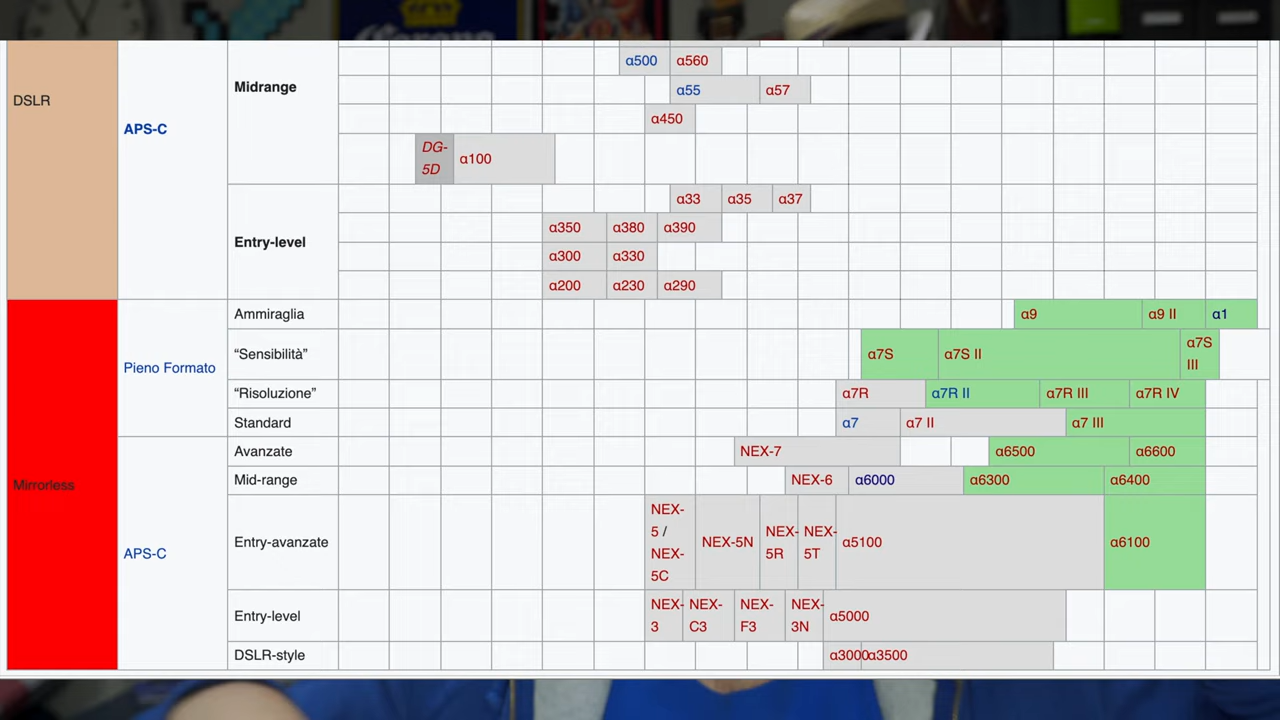 Corona
DSLR
APS-C
Midrange
α500
α560
α55
α57
α450
DG-
5D
α100
Entry-level
α33
α35
α37
α350
α380
α390
α300
α330
α200
α230
α290
Mirrorless
Pieno Formato
Ammiraglia
α9
α9 II
α1
“Sensibilità”
α7S
α7S II
α7S
III
“Risoluzione”
α7R
α7R II
α7R III
α7R IV
Standard
α7
α7 II
α7 III
APS-C
Avanzate
NEX-7
α6500
α6600
Mid-range
NEX-6
α6000
α6300
α6400
Entry-avanzate
NEX-
5 /
NEX-
5C
NEX-5N
NEX-
5R
NEX-
5T
α5100
α6100
Entry-level
NEX-
3
NEX-
C3
NEX-
F3
NEX-
3N
α5000
DSLR-style
α3000
α3500